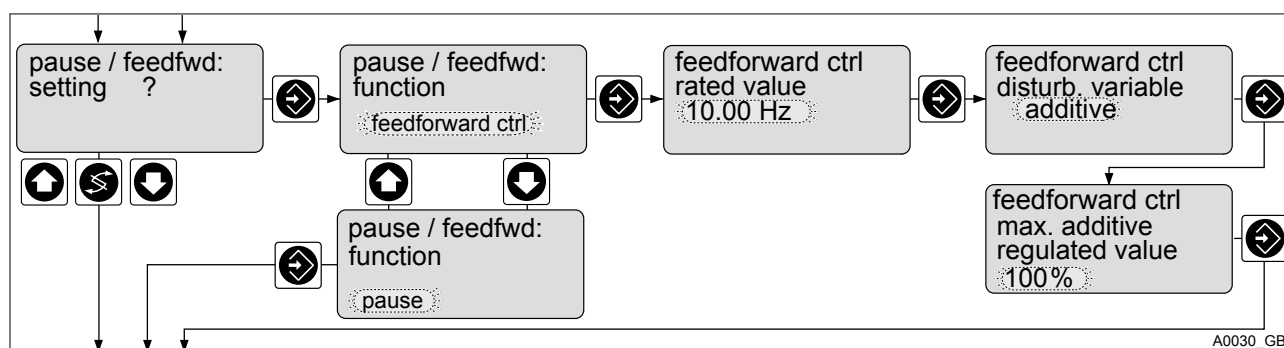 pause / feedfwd:
setting ?
pause / feedfwd:
function
feedforward ctrl
feedforward ctrl
rated value
10.00 Hz
feedforward ctrl
disturb. variable
additive
pause / feedfwd:
function
pause
feedforward ctrl
max. additive
regulated value
100%
A0030_GB